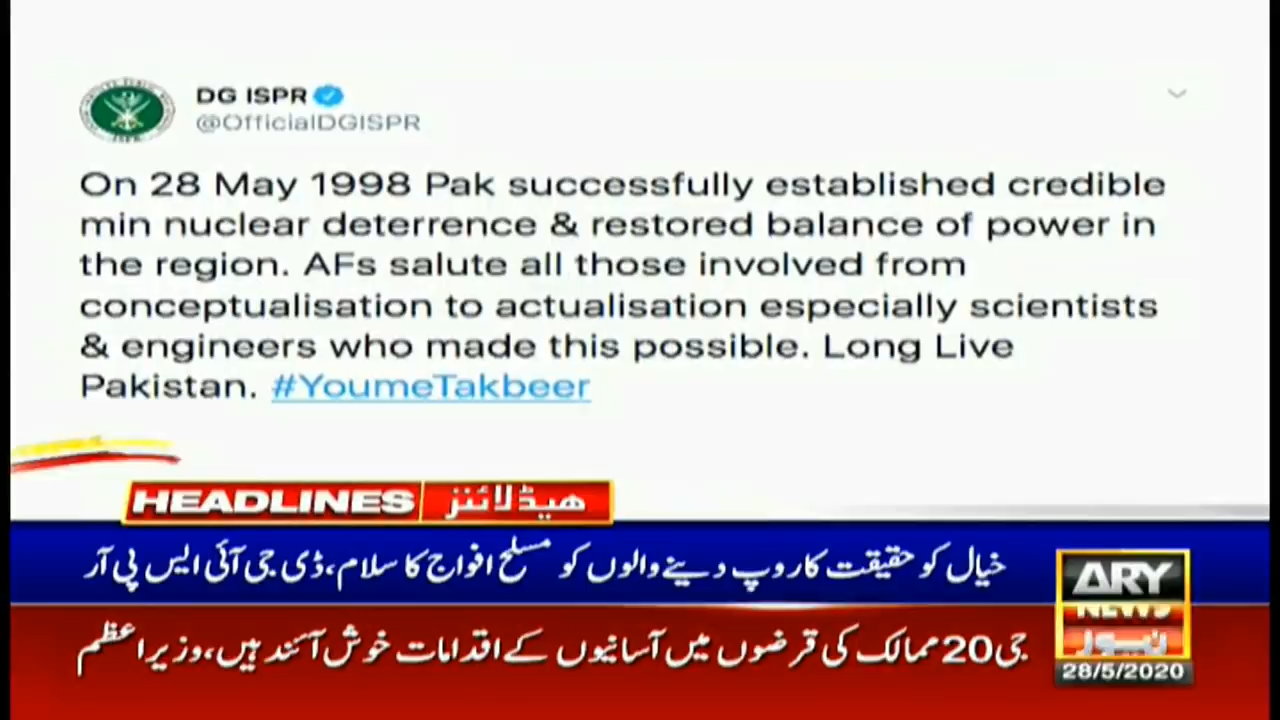 DG ISPR
@OfficialDGISPR
On 28 May 1998 Pak successfully established credible
min nuclear deterrence & restored balance of power in
the region. AFs salute all those involved from
conceptualisation to actualisation especially scientists
& engineers who made this possible. Long Live
Pakistan. #YoumeTakbeer
HEADLINES ہیڈلائنز
خیال کو حقیقت کا روپ دینے والوں کو مسلح افواج کا سلام، ڈی جی آئی ایس پی آر
جی 20 ممالک کی قرضوں میں آسانیوں کے اقدامات خوش آئند ہیں، وزیراعظم
ARY
NEWS
نیوز
28/5/2020